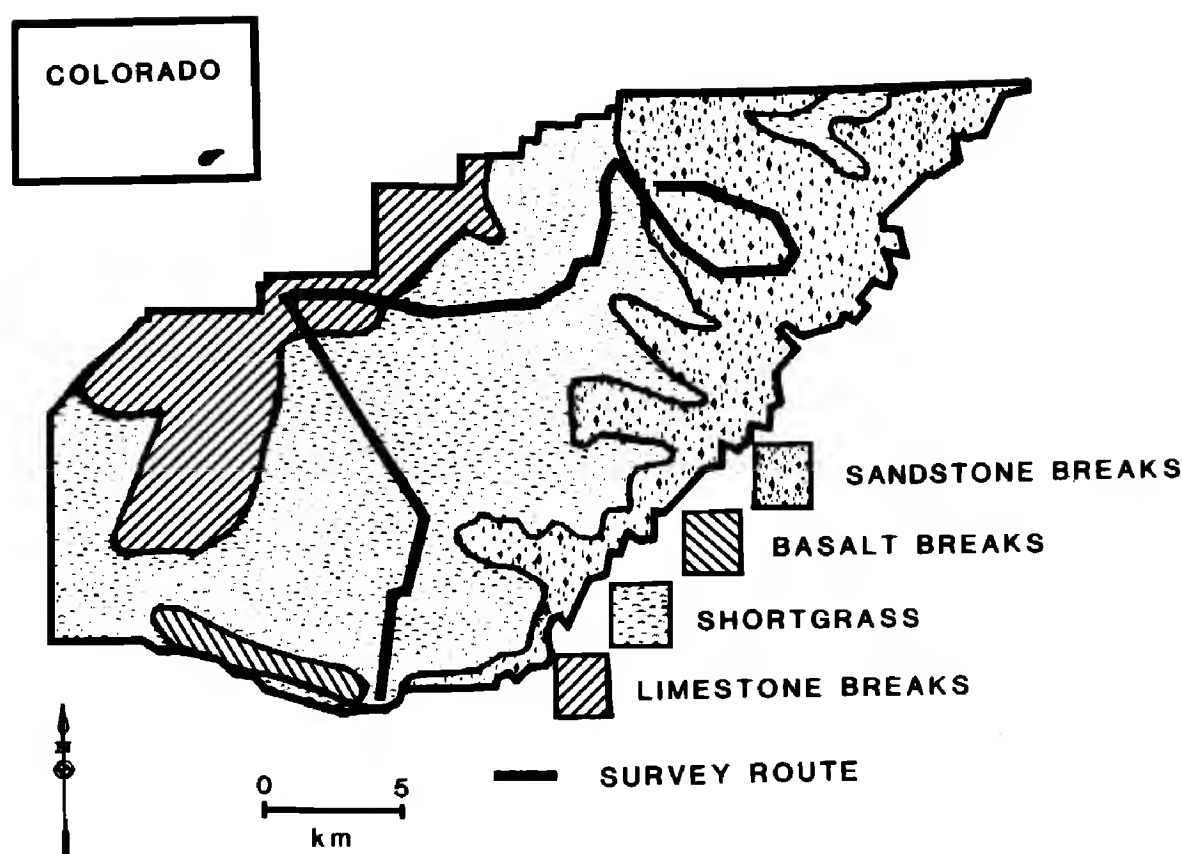 COLORADO
SANDSTONE BREAKS
BASALT BREAKS
SHORTGRASS
LIMESTONE BREAKS
SURVEY ROUTE
0 5
km